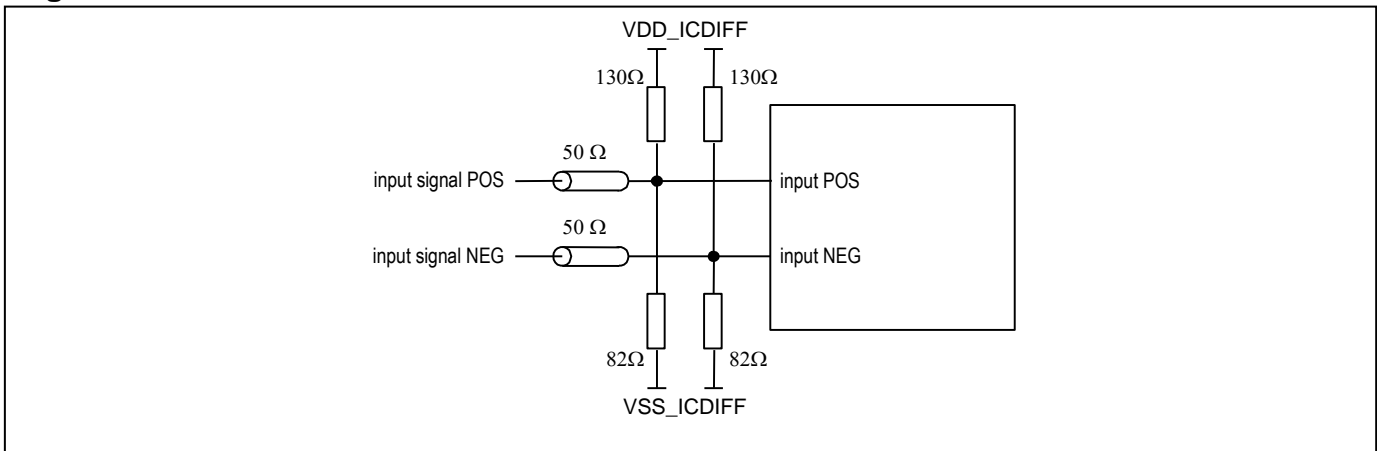 VDD_ICDIFF
130Ω 130Ω
50 Ω
input signal POS input POS
50 Ω
input signal NEG input NEG
82Ω 82Ω
VSS_ICDIFF